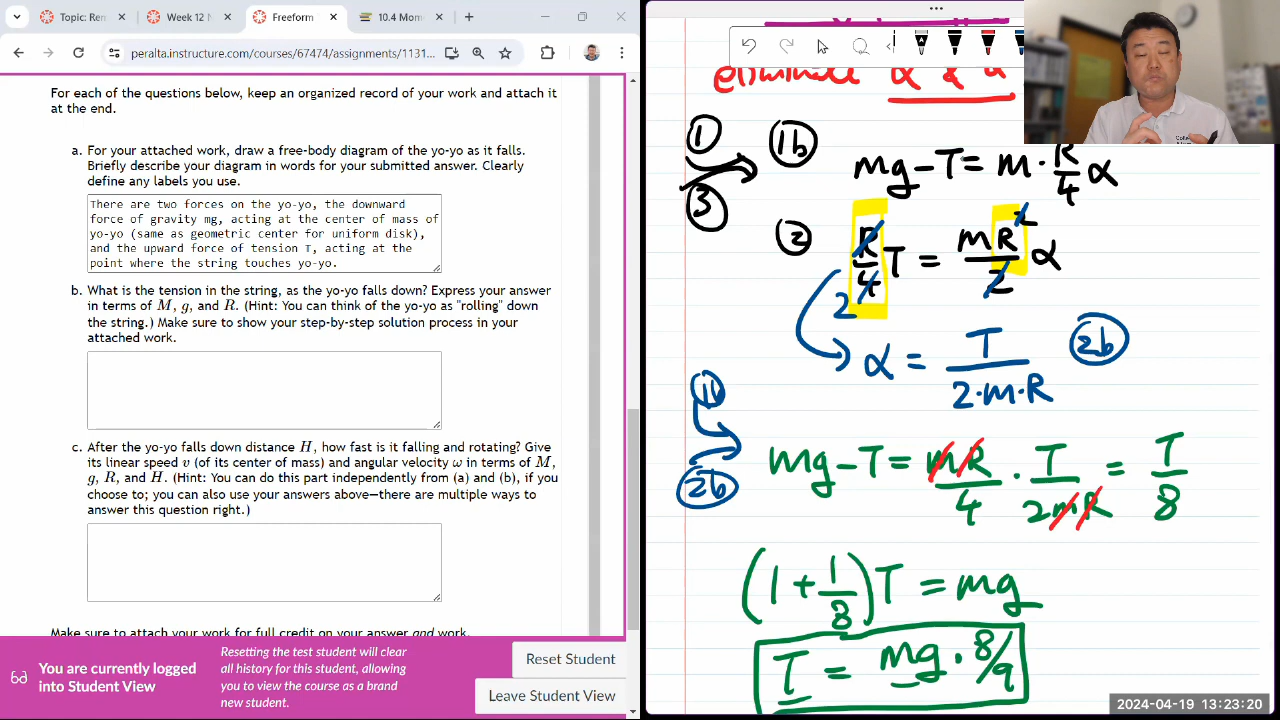 Topic: Rem
Week 12 N
Freeform
10.4 Mom
peralta.instructure.com/courses/67
assignments/1131
For each of the questions below, keep an organized record of your work and attach it
at the end.
a. For your attached work, draw a free-body diagram of the yo-yo as it falls.
Briefly describe your diagram in words for your submitted answer. Clearly
define any labels you use.
There are two forces on the yo-yo, the downward
force of gravity mg, acting at the center of mass of
yo-yo (same as geometric center for uniform disk),
and the upward force of tension T, acting at the
point where the string touches the yo-yo.
b. What is the tension in the string, as the yo-yo falls down? Express your answer
in terms of M, g, and R. (Hint: You can think of the yo-yo as "rolling" down
the string.) Make sure to show your step-by-step solution process in your
attached work.
c. After the yo-yo falls down distance H, how fast is it falling and rotating? Give
its linear speed v (of its center of mass) and angular velocity ω in terms of M,
g, R, and H. (Hint: You can do this part independently from (a) and (b), if you
choose to; you can also use your answers above—there are multiple ways to
answer this question right.)
Make sure to attach your work for full credit on your answer and work.
You are currently logged
into Student View
Resetting the test student will clear
all history for this student, allowing
you to view the course as a brand
new student.
Reset Student
Leave Student View
eliminate α & a
① ③ 1b mg-T= m · R/4 α
② R/4 T = mR²/2 α
2
α = T/(2·m·R) 2b
1b 2b mg-T= mR/4 · T/2mR = T/8
(1 + 1/8)T = mg
T = mg · 8/9
2024-04-19 13:23:20